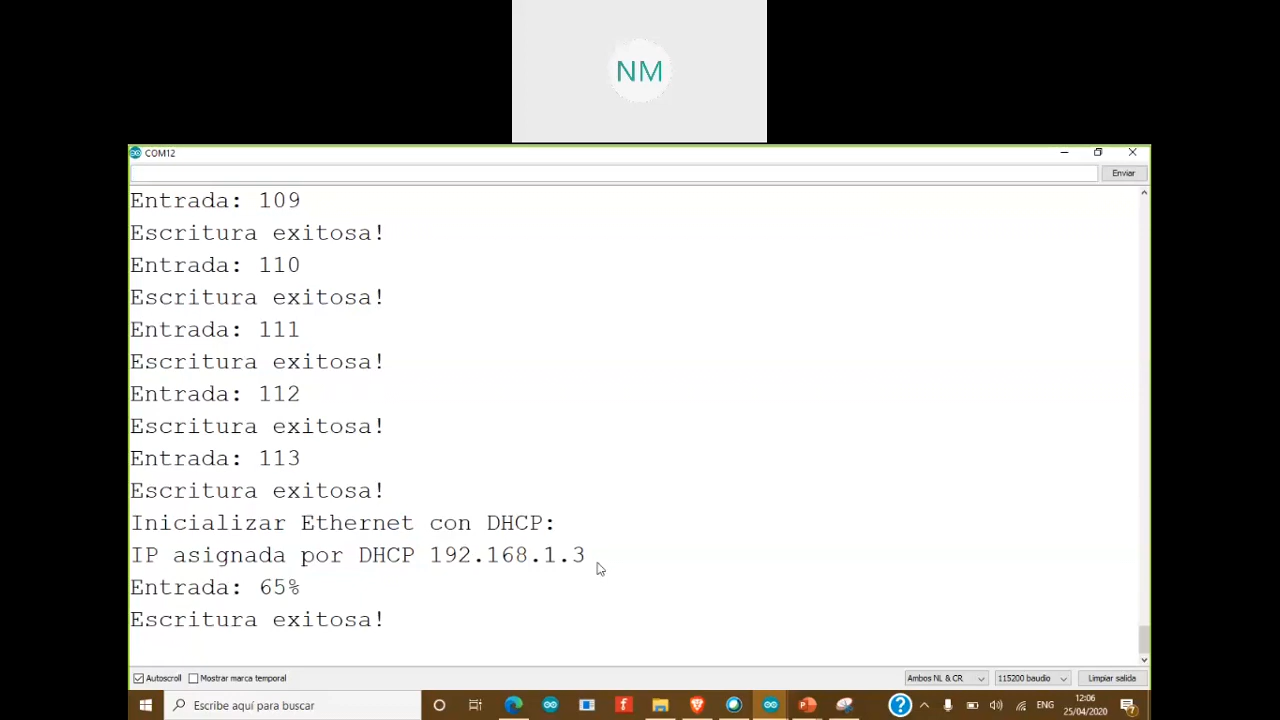 NM
COM12
Enviar
Entrada: 109
Escritura exitosa!
Entrada: 110
Escritura exitosa!
Entrada: 111
Escritura exitosa!
Entrada: 112
Escritura exitosa!
Entrada: 113
Escritura exitosa!
Inicializar Ethernet con DHCP:
IP asignada por DHCP 192.168.1.3
Entrada: 65%
Escritura exitosa!
Autoscroll Mostrar marca temporal Ambos NL & CR 115200 baudio Limpiar salida
Escribe aquí para buscar ENG 12:06
25/04/2020